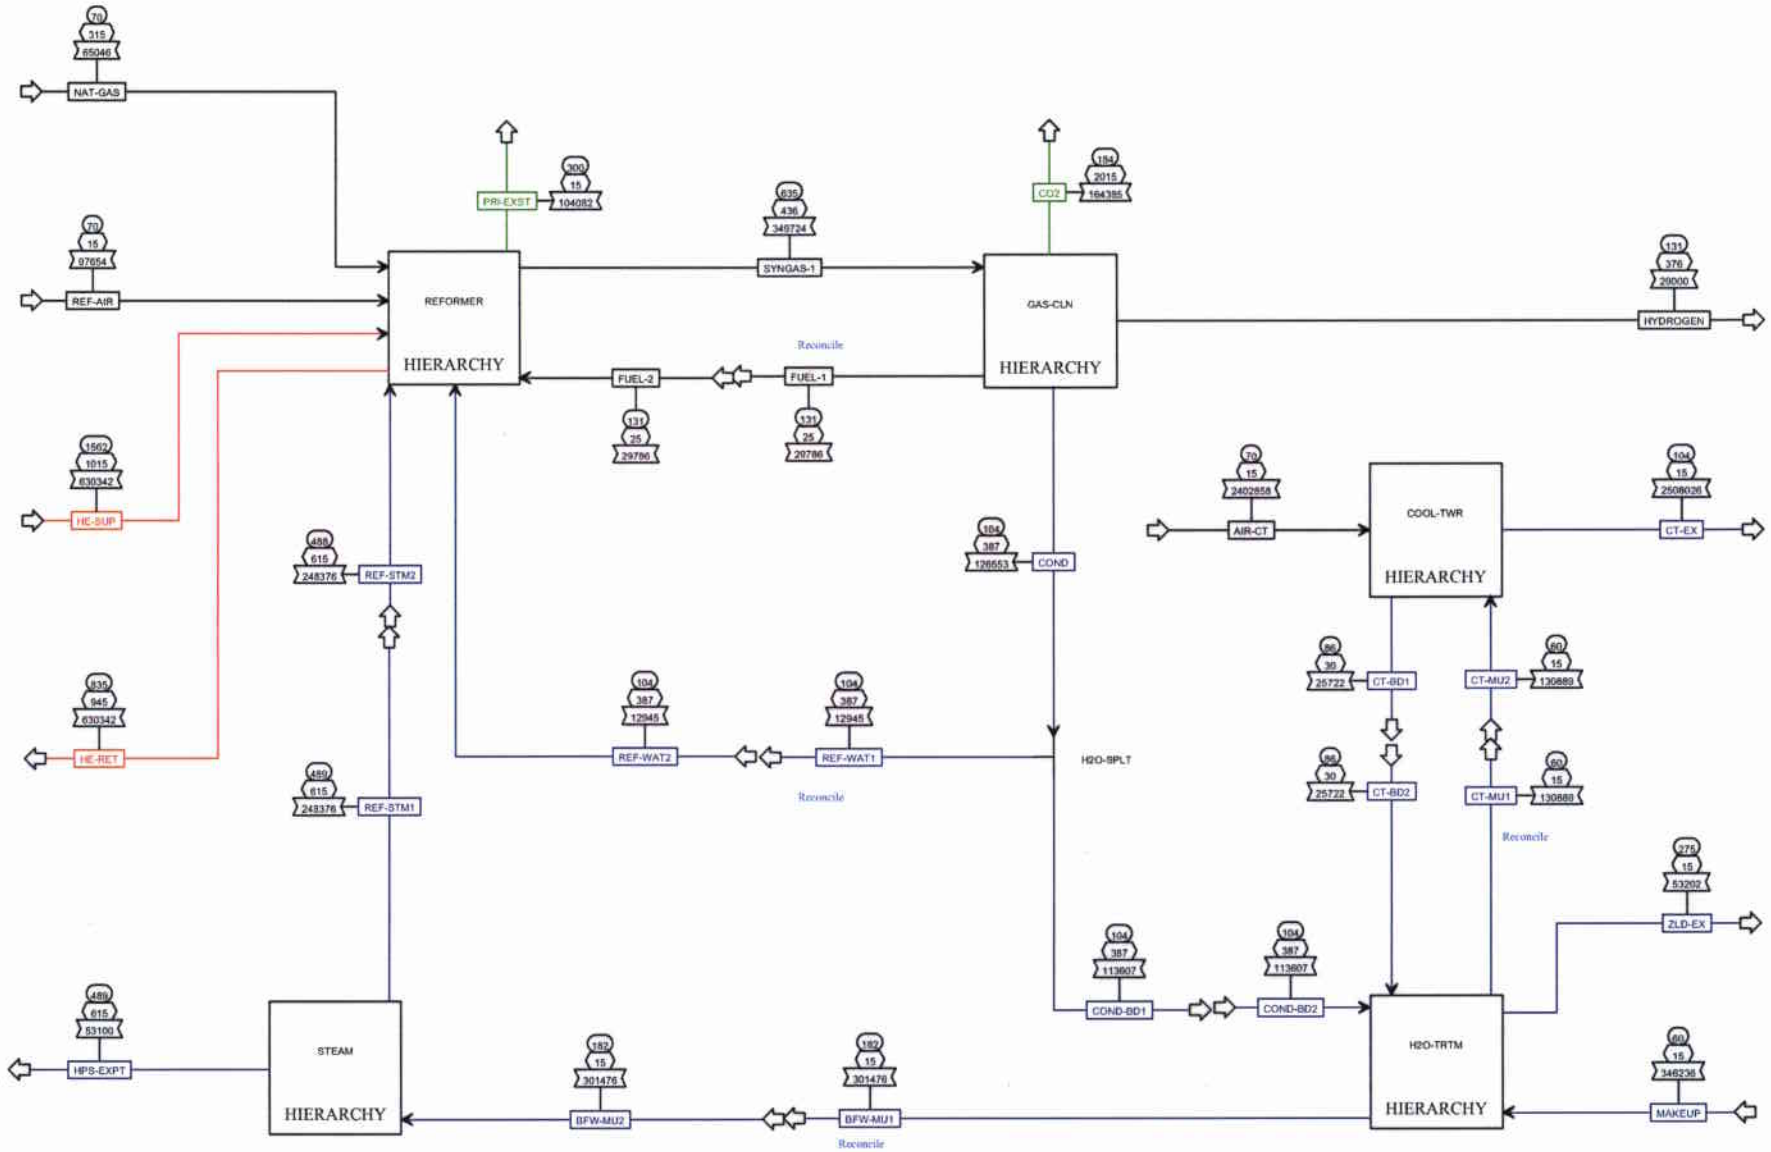 70
315
65046
NAT-GAS
70
15
97654
REF-AIR
PRI-EXST
300
15
104082
635
436
349724
SYNGAS-1
CO2
184
2015
164385
131
376
29000
HYDROGEN
REFORMER
HIERARCHY
GAS-CLN
HIERARCHY
Reconcile
FUEL-2
131
25
29786
FUEL-1
131
25
29786
1562
1015
630342
HE-SUP
488
615
248376
REF-STM2
104
387
126553
COND
70
15
2402858
AIR-CT
COOL-TWR
HIERARCHY
104
15
2508026
CT-EX
835
945
630342
HE-RET
104
387
12945
REF-WAT2
104
387
12945
REF-WAT1
Reconcile
H2O-SPLT
86
30
25722
CT-BD1
CT-MU2
60
15
130889
86
30
25722
CT-BD2
CT-MU1
60
15
130889
Reconcile
489
615
248376
REF-STM1
275
15
53202
ZLD-EX
104
387
113607
COND-BD1
104
387
113607
COND-BD2
489
615
53100
HPS-EXPT
STEAM
HIERARCHY
182
15
301476
BFW-MU2
182
15
301476
BFW-MU1
Reconcile
H2O-TRTM
HIERARCHY
60
15
346236
MAKEUP